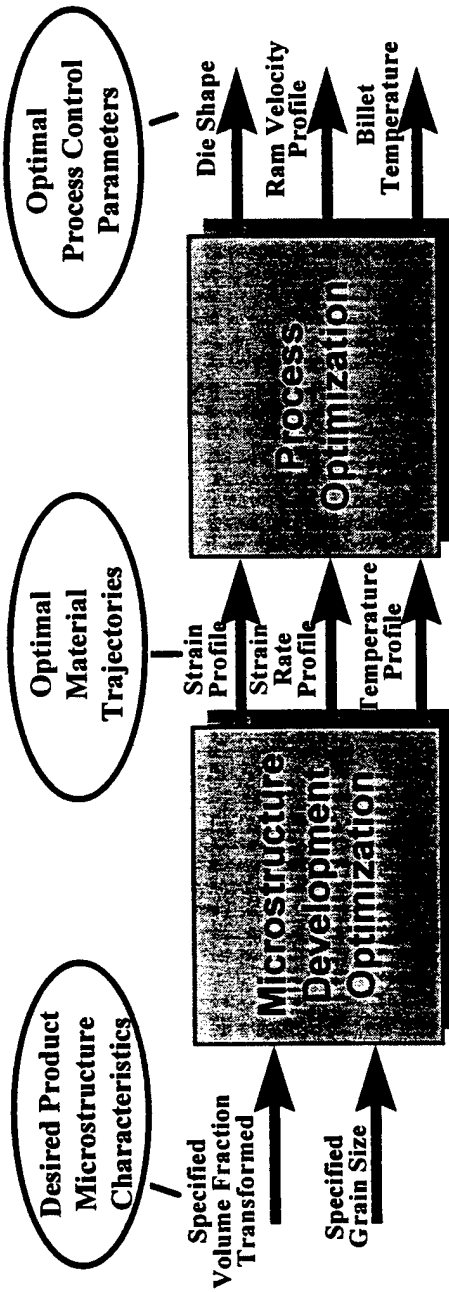 Desired Product
Microstructure
Characteristics
Optimal
Material
Trajectories
Optimal
Process Control
Parameters
Specified
Volume Fraction
Transformed
Specified
Grain Size
Microstructure
Development
Optimization
Strain
Profile
Strain
Rate
Profile
Temperature
Profile
Process
Optimization
Die Shape
Ram Velocity
Profile
Billet
Temperature